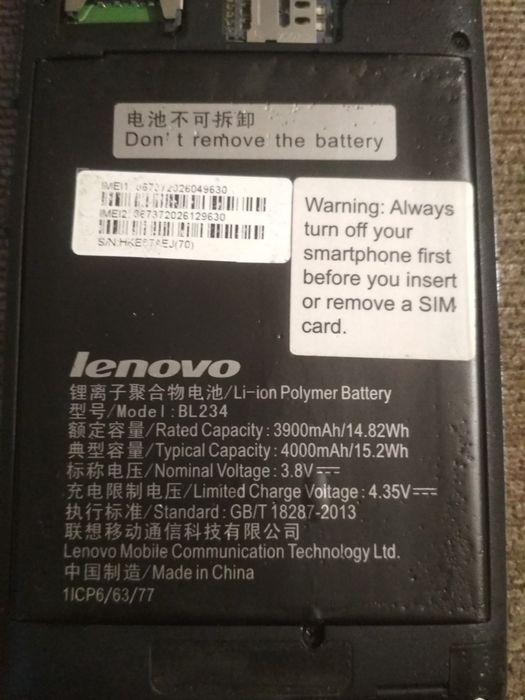 电池不可拆卸
Don't remove the battery
IMEI1: 867372026049630
IMEI2: 867372026129630
(70)
Warning: Always
turn off your
smartphone first
before you insert
or remove a SIM
card.
lenovo
锂离子聚合物电池/Li-ion Polymer Battery
型号/Model:BL234
额定容量/Rated Capacity:3900mAh/14.82Wh
典型容量/Typical Capacity:4000mAh/15.2Wh
标称电压/Nominal Voltage:3.8V⎓
充电限制电压/Limited Charge Voltage:4.35V⎓
执行标准/Standard:GB/T 18287-2013
联想移动通信科技有限公司
Lenovo Mobile Communication Technology Ltd.
中国制造/Made in China
1ICP6/63/77